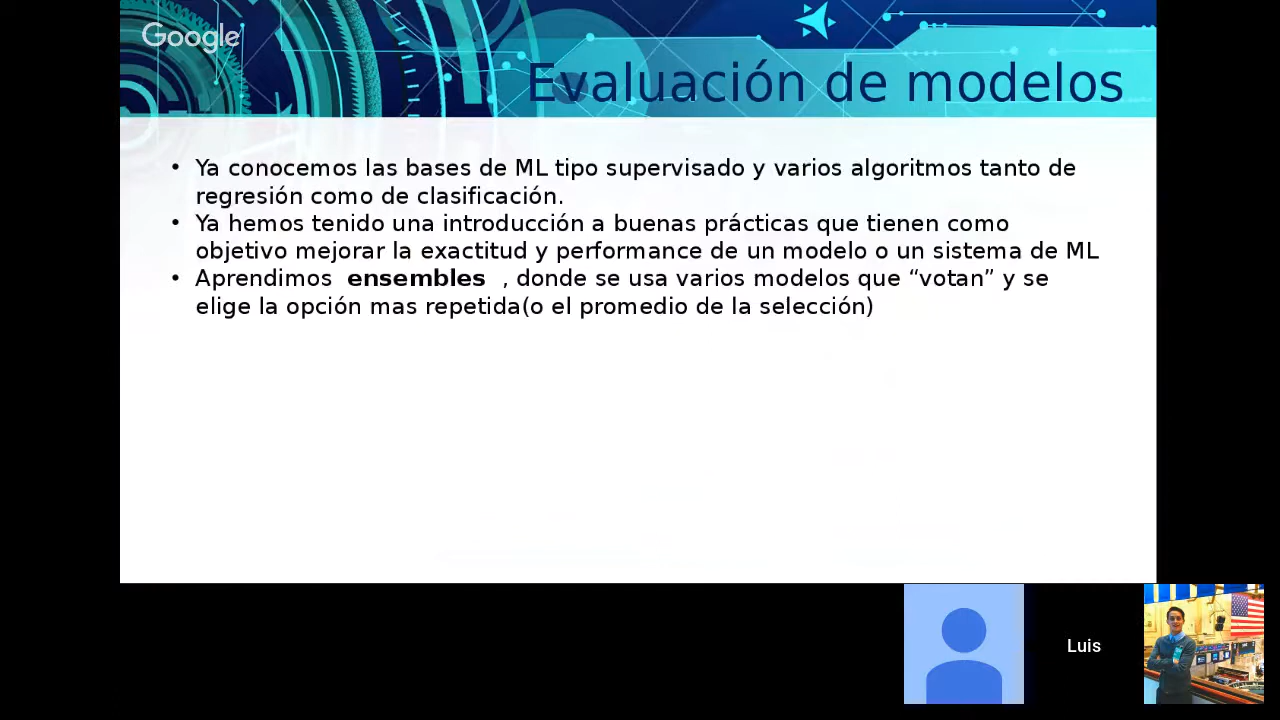 Google
Evaluación de modelos
• Ya conocemos las bases de ML tipo supervisado y varios algoritmos tanto de
regresión como de clasificación.
• Ya hemos tenido una introducción a buenas prácticas que tienen como
objetivo mejorar la exactitud y performance de un modelo o un sistema de ML
• Aprendimos ensembles , donde se usa varios modelos que “votan” y se
elige la opción mas repetida(o el promedio de la selección)
Luis